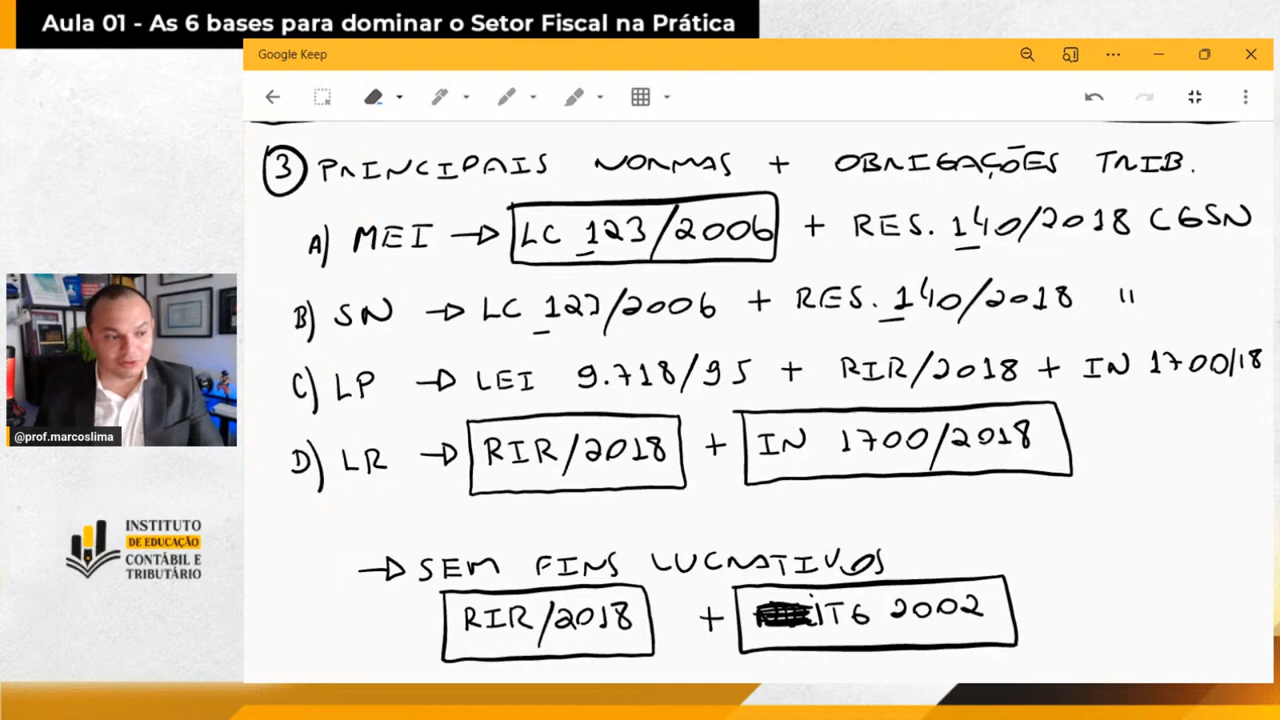 Aula 01 - As 6 bases para dominar o Setor Fiscal na Prática
Google Keep
3 PRINCIPAIS NORMAS + OBRIGAÇÕES TRIB.
A) MEI → LC 123/2006 + RES. 140/2018 CGSN
B) SN → LC 123/2006 + RES. 140/2018 "
C) LP → LEI 9.718/95 + RIR/2018 + IN 1700/18
D) LR → RIR/2018 + IN 1700/2018
@prof.marcoslima
INSTITUTO
DE EDUCAÇÃO
CONTÁBIL E
TRIBUTÁRIO
→ SEM FINS LUCRATIVOS
RIR/2018 + ITG 2002